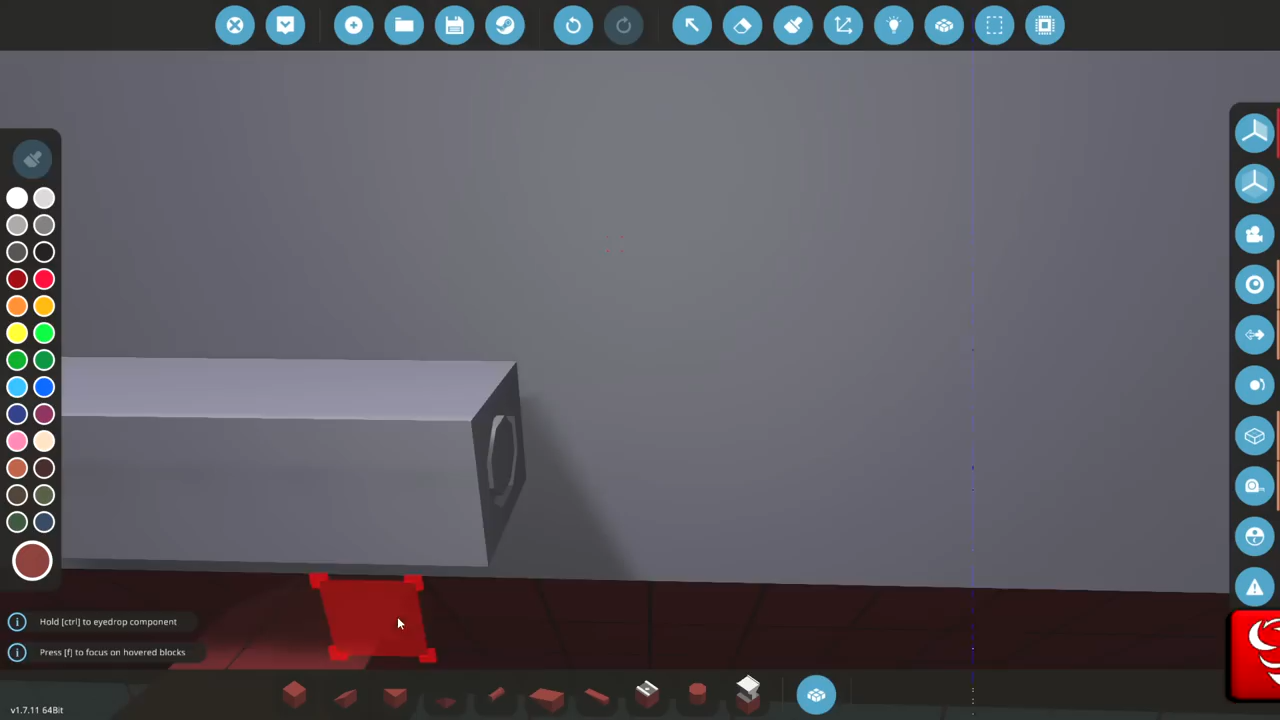 Hold [ctrl] to eyedrop component
Press [f] to focus on hovered blocks
v1.7.11 64Bit